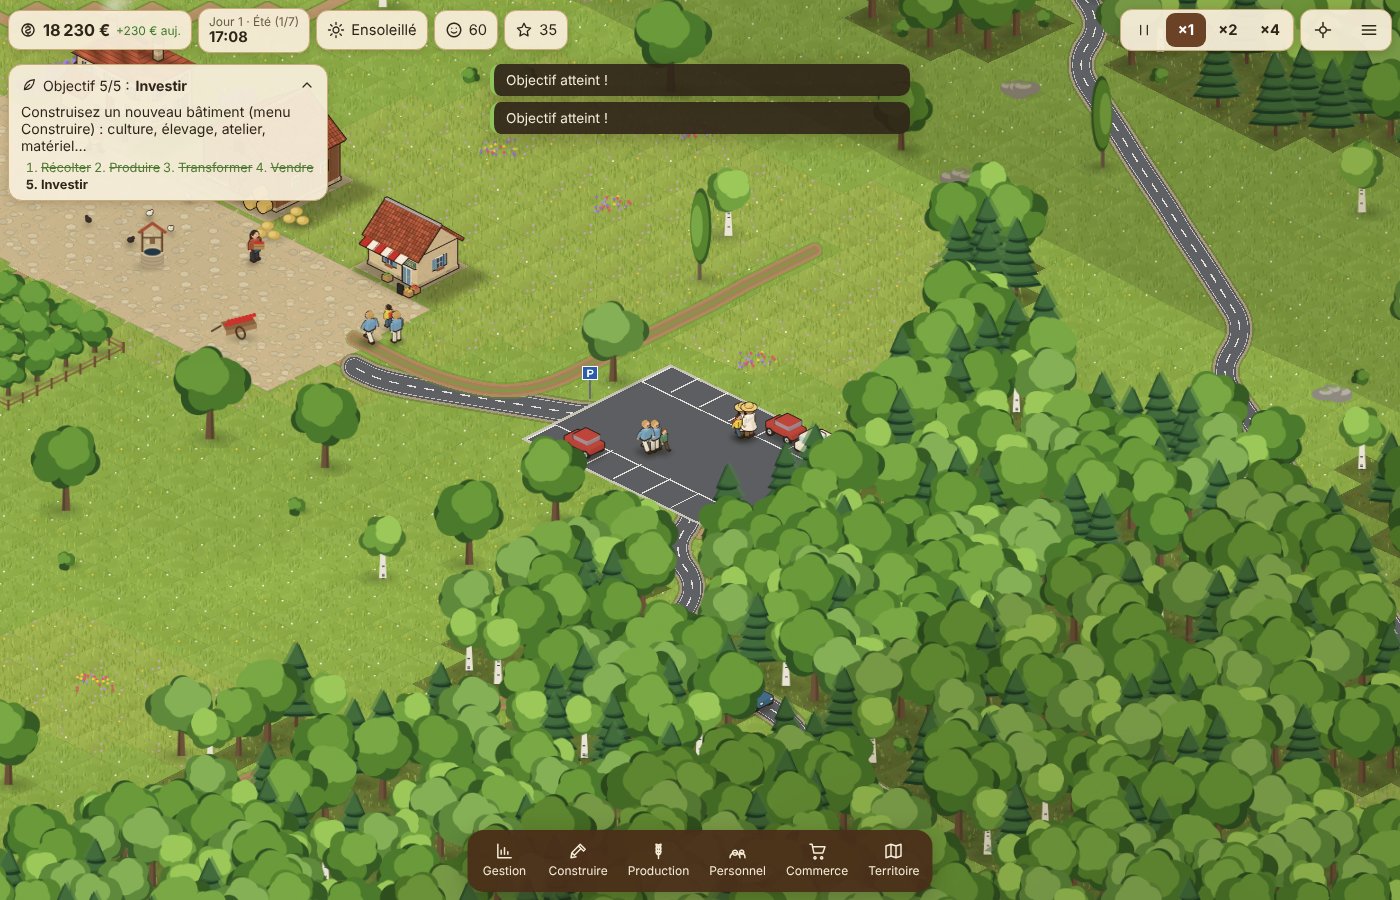 18 230 € +230 € auj.
Jour 1 · Été (1/7)
17:08
Ensoleillé
60
35
×1
×2
×4
Objectif 5/5 : Investir
Construisez un nouveau bâtiment (menu
Construire) : culture, élevage, atelier,
matériel…
1. Récolter 2. Produire 3. Transformer 4. Vendre
5. Investir
Objectif atteint !
Objectif atteint !
P
Gestion
Construire
Production
Personnel
Commerce
Territoire